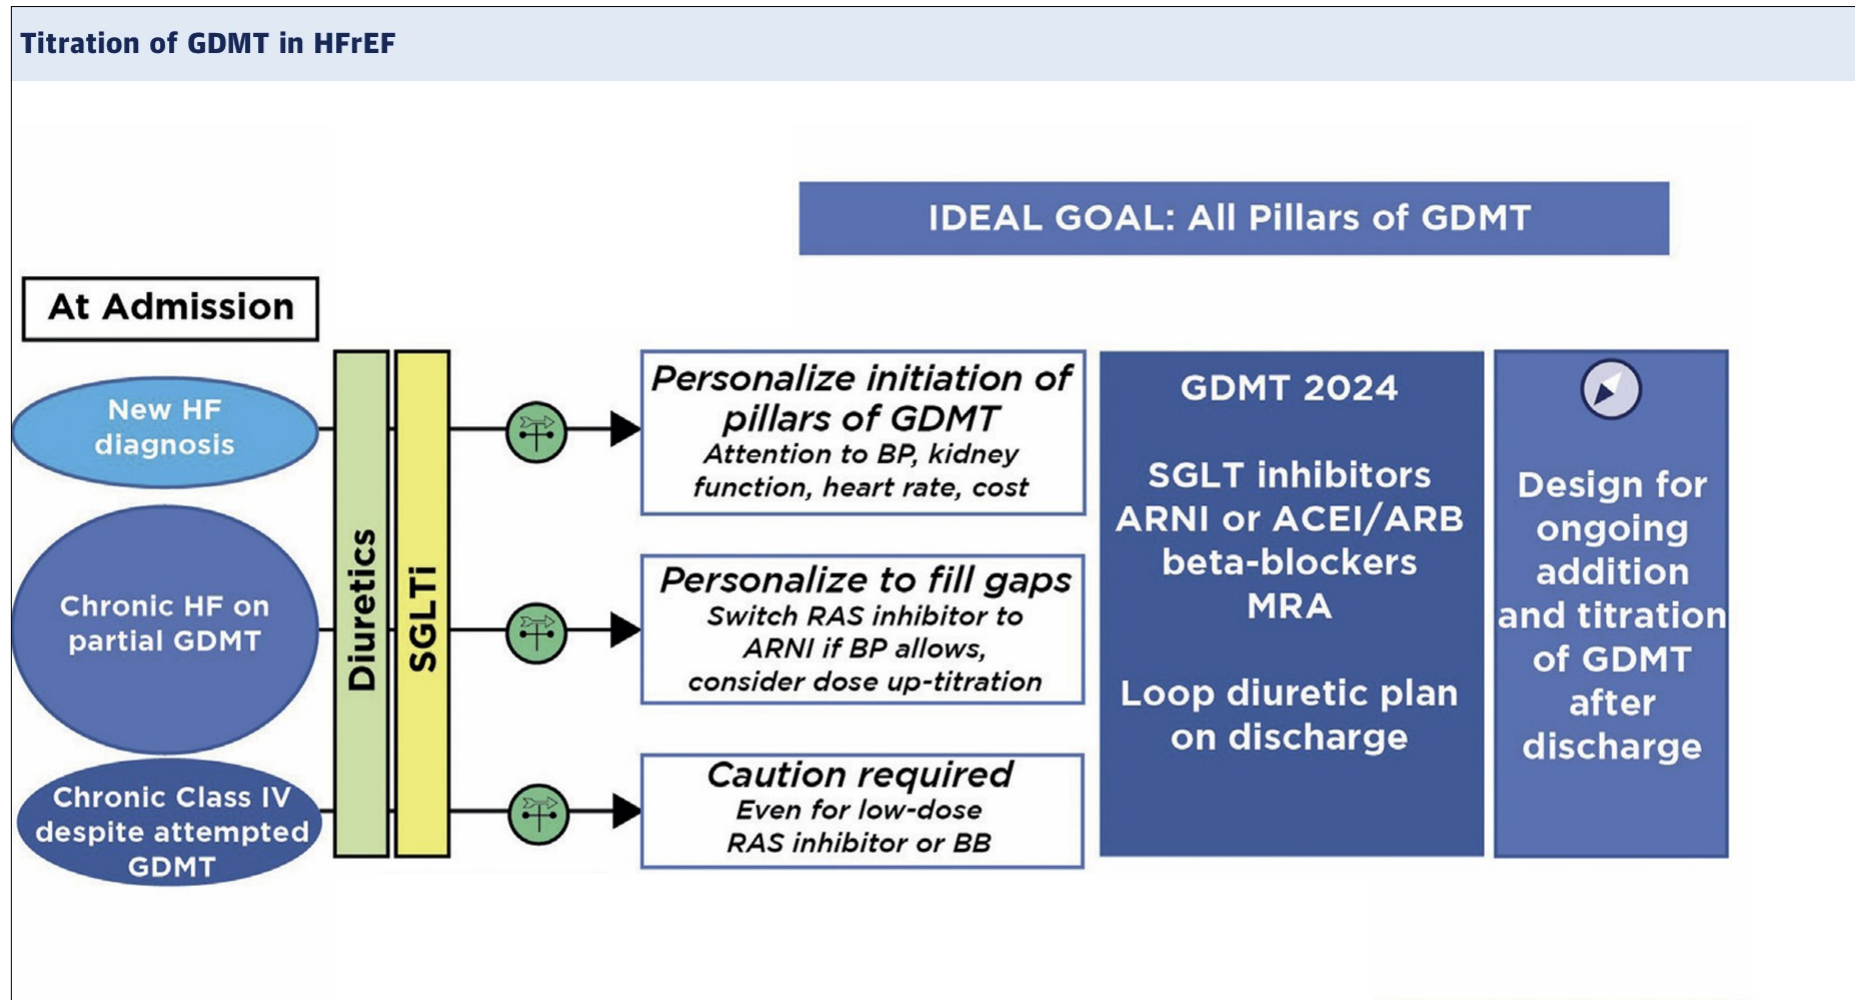 Titration of GDMT in HFrEF
IDEAL GOAL: All Pillars of GDMT
At Admission
New HF
diagnosis
Chronic HF on
partial GDMT
Chronic Class IV
despite attempted
GDMT
Diuretics
SGLTi
Personalize initiation of
pillars of GDMT
Attention to BP, kidney
function, heart rate, cost
Personalize to fill gaps
Switch RAS inhibitor to
ARNI if BP allows,
consider dose up-titration
Caution required
Even for low-dose
RAS inhibitor or BB
GDMT 2024
SGLT inhibitors
ARNI or ACEI/ARB
beta-blockers
MRA
Loop diuretic plan
on discharge
Design for
ongoing
addition
and titration
of GDMT
after
discharge